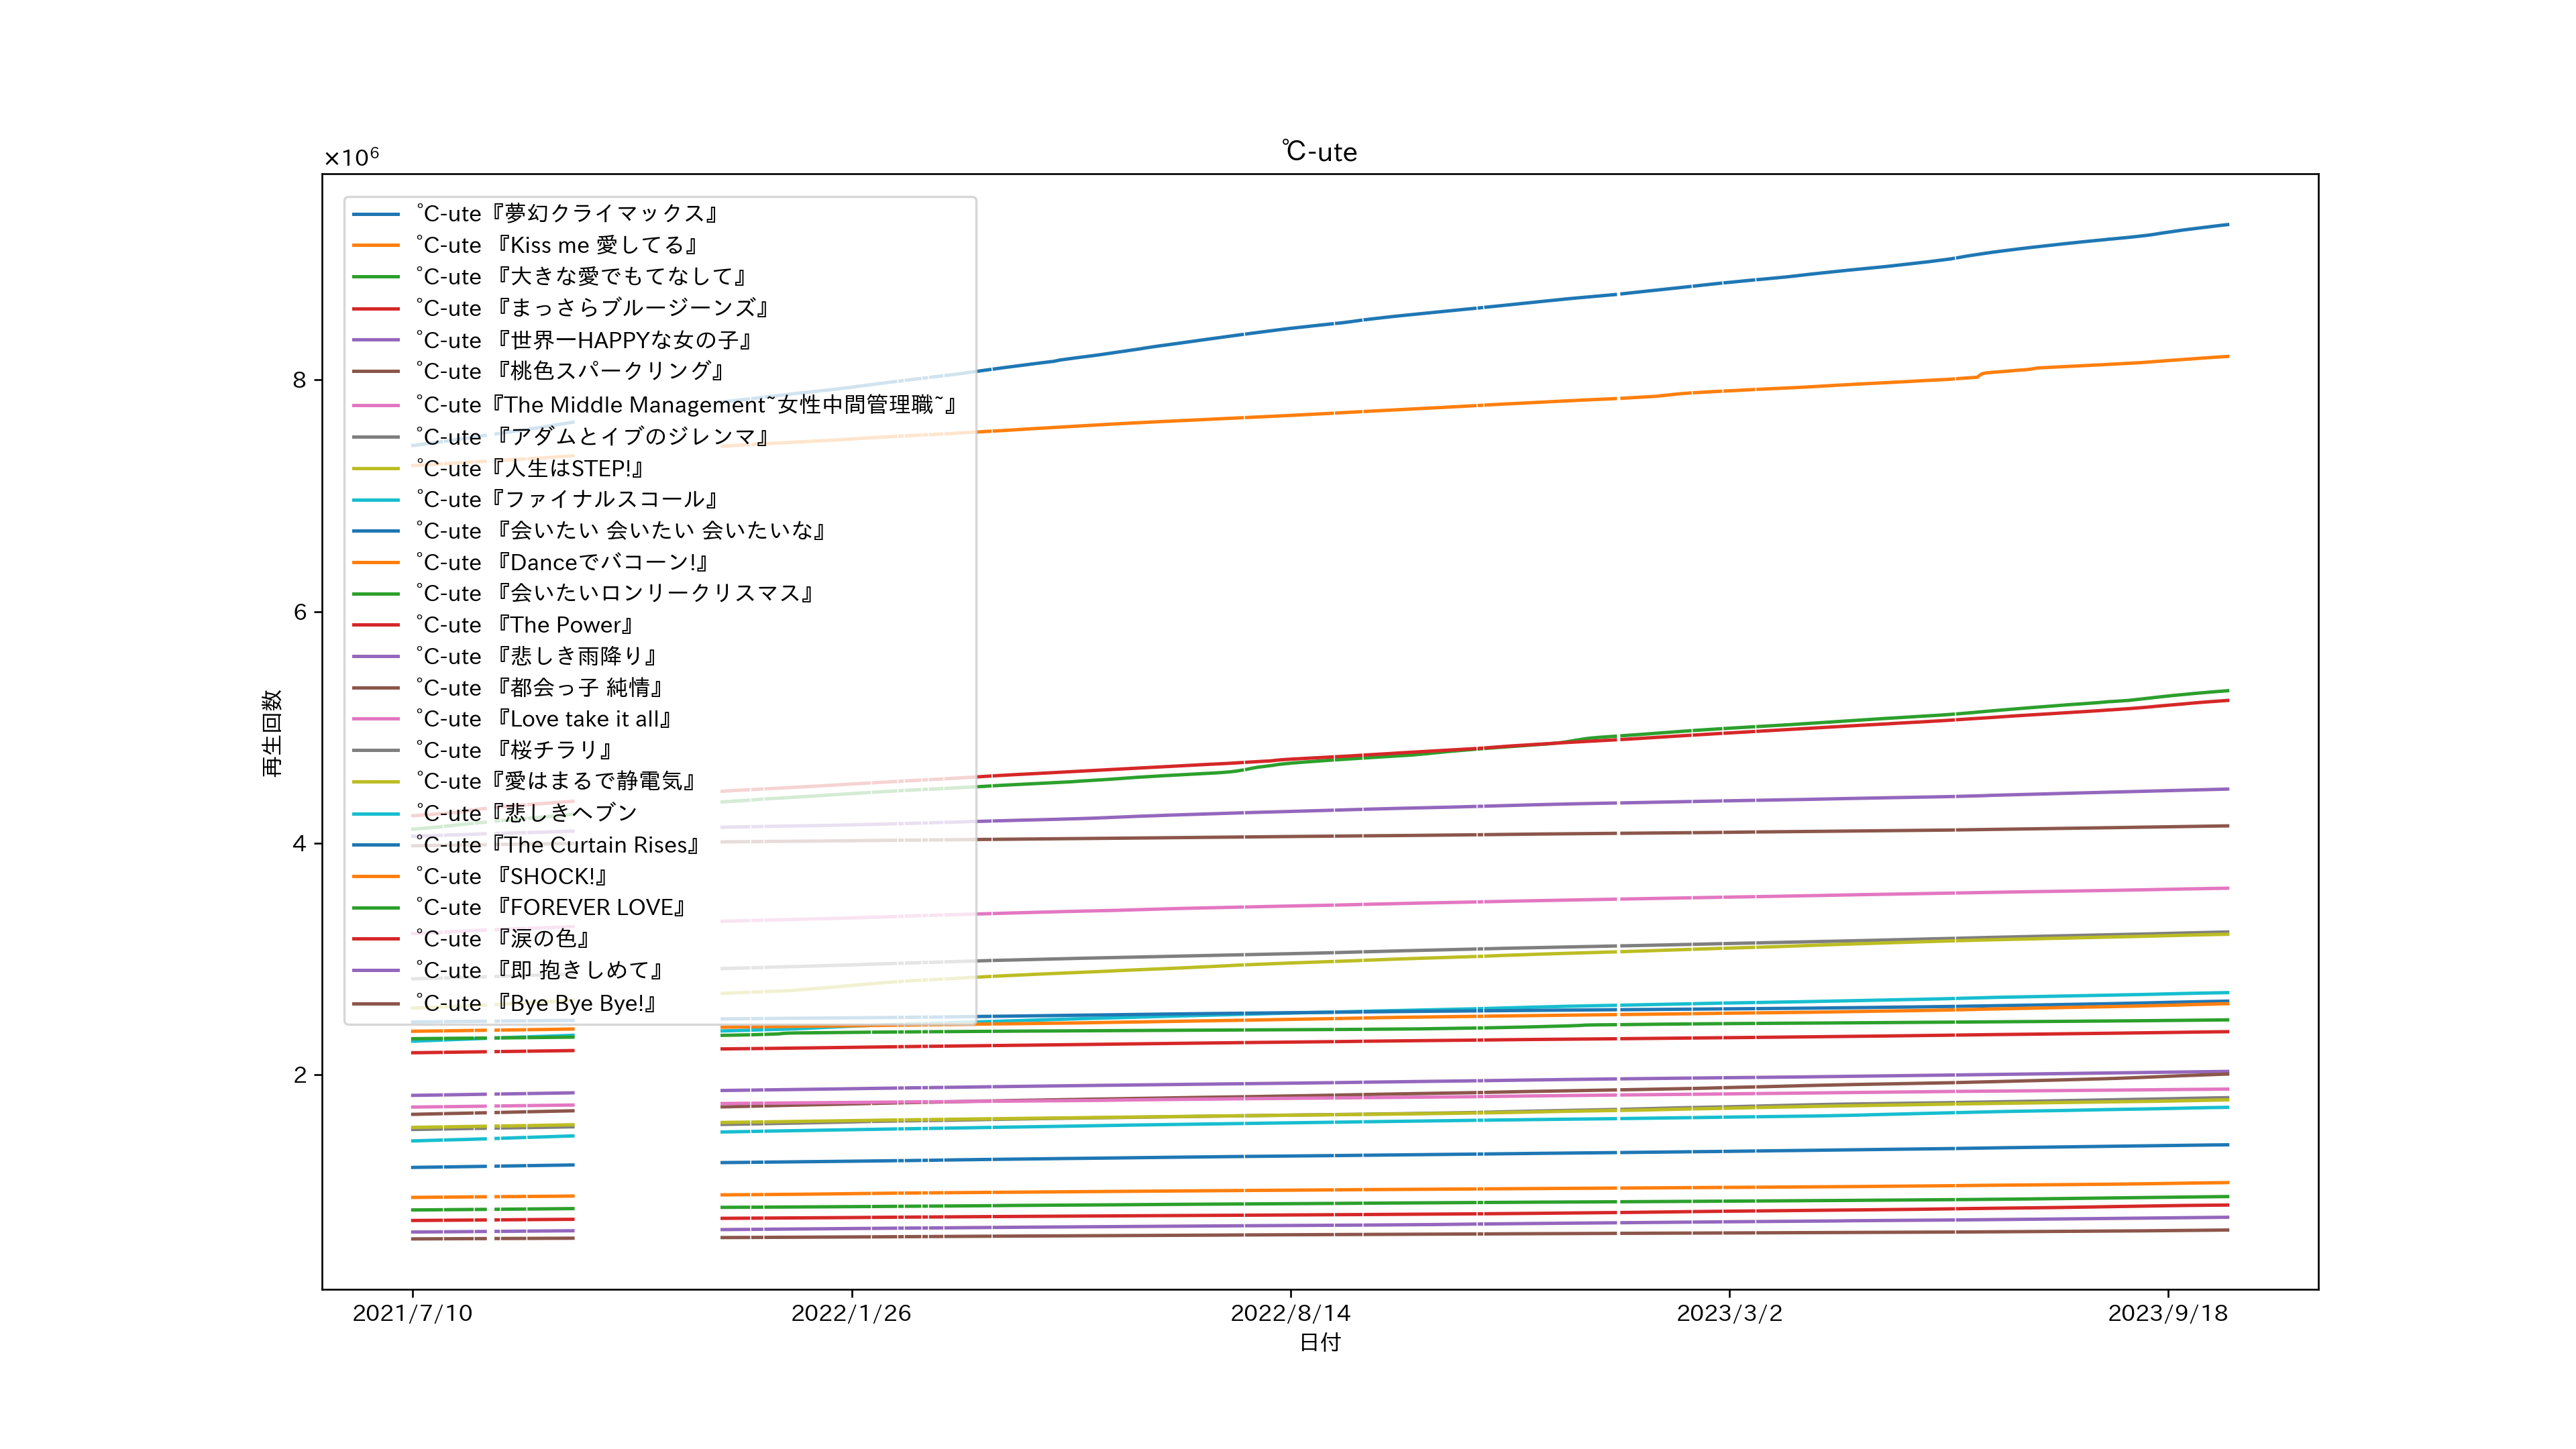 ℃-ute
×10⁶
˚C-ute『夢幻クライマックス』
˚C-ute 『Kiss me 愛してる』
˚C-ute 『大きな愛でもてなして』
˚C-ute 『まっさらブルージーンズ』
˚C-ute 『世界一HAPPYな女の子』
˚C-ute 『桃色スパークリング』
˚C-ute『The Middle Management~女性中間管理職~』
˚C-ute『アダムとイブのジレンマ』
˚C-ute『人生はSTEP!』
˚C-ute『ファイナルスコール』
˚C-ute 『会いたい 会いたい 会いたいな』
˚C-ute 『Danceでバコーン!』
˚C-ute 『会いたいロンリークリスマス』
˚C-ute 『The Power』
˚C-ute 『悲しき雨降り』
˚C-ute 『都会っ子 純情』
˚C-ute 『Love take it all』
˚C-ute 『桜チラリ』
˚C-ute『愛はまるで静電気』
˚C-ute『悲しきヘブン
˚C-ute『The Curtain Rises』
˚C-ute 『SHOCK!』
˚C-ute 『FOREVER LOVE』
˚C-ute 『涙の色』
˚C-ute 『即 抱きしめて』
˚C-ute 『Bye Bye Bye!』
8
6
4
2
再生回数
2021/7/10
2022/1/26
2022/8/14
2023/3/2
2023/9/18
日付